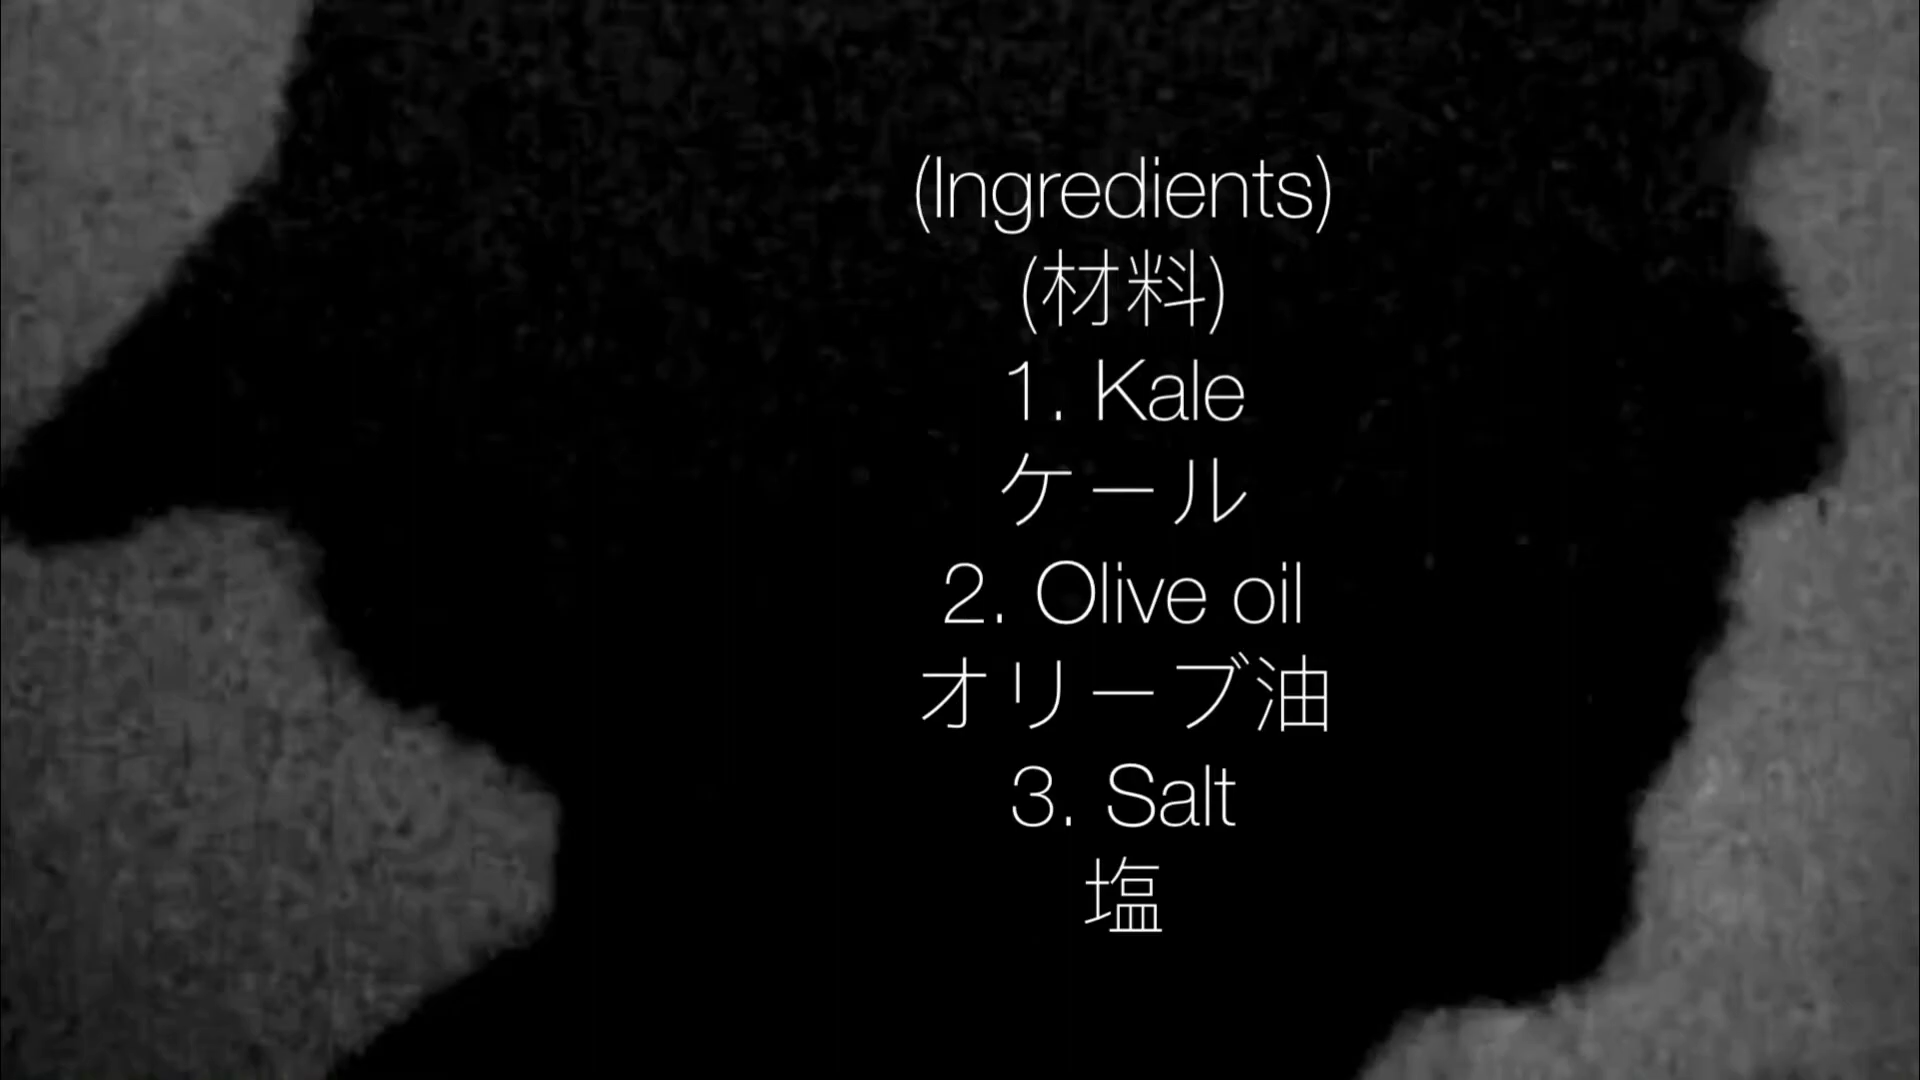 (Ingredients)
(材料)
1. Kale
ケール
2. Olive oil
オリーブ油
3. Salt
塩